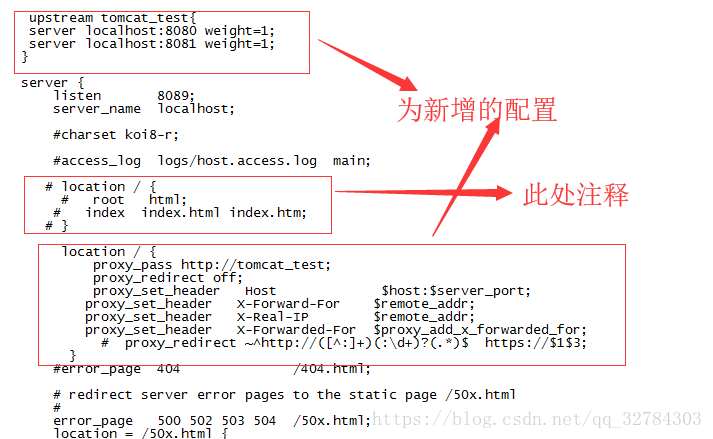 upstream tomcat_test{
server localhost:8080 weight=1;
server localhost:8081 weight=1;
}
server {
listen 8089;
server_name localhost;
为新增的配置
#charset koi8-r;
#access_log logs/host.access.log main;
# location / {
# root html;
# index index.html index.htm;
# }
此处注释
location / {
proxy_pass http://tomcat_test;
proxy_redirect off;
proxy_set_header Host $host:$server_port;
proxy_set_header X-Forward-For $remote_addr;
proxy_set_header X-Real-IP $remote_addr;
proxy_set_header X-Forwarded-For $proxy_add_x_forwarded_for;
# proxy_redirect ~^http://([^:]+)(:\d+)?(.*)$ https://$1$3;
}
#error_page 404 /404.html;
# redirect server error pages to the static page /50x.html
#
error_page 500 502 503 504 /50x.html;
location = /50x.html {
https://blog.csdn.net/qq_32784303